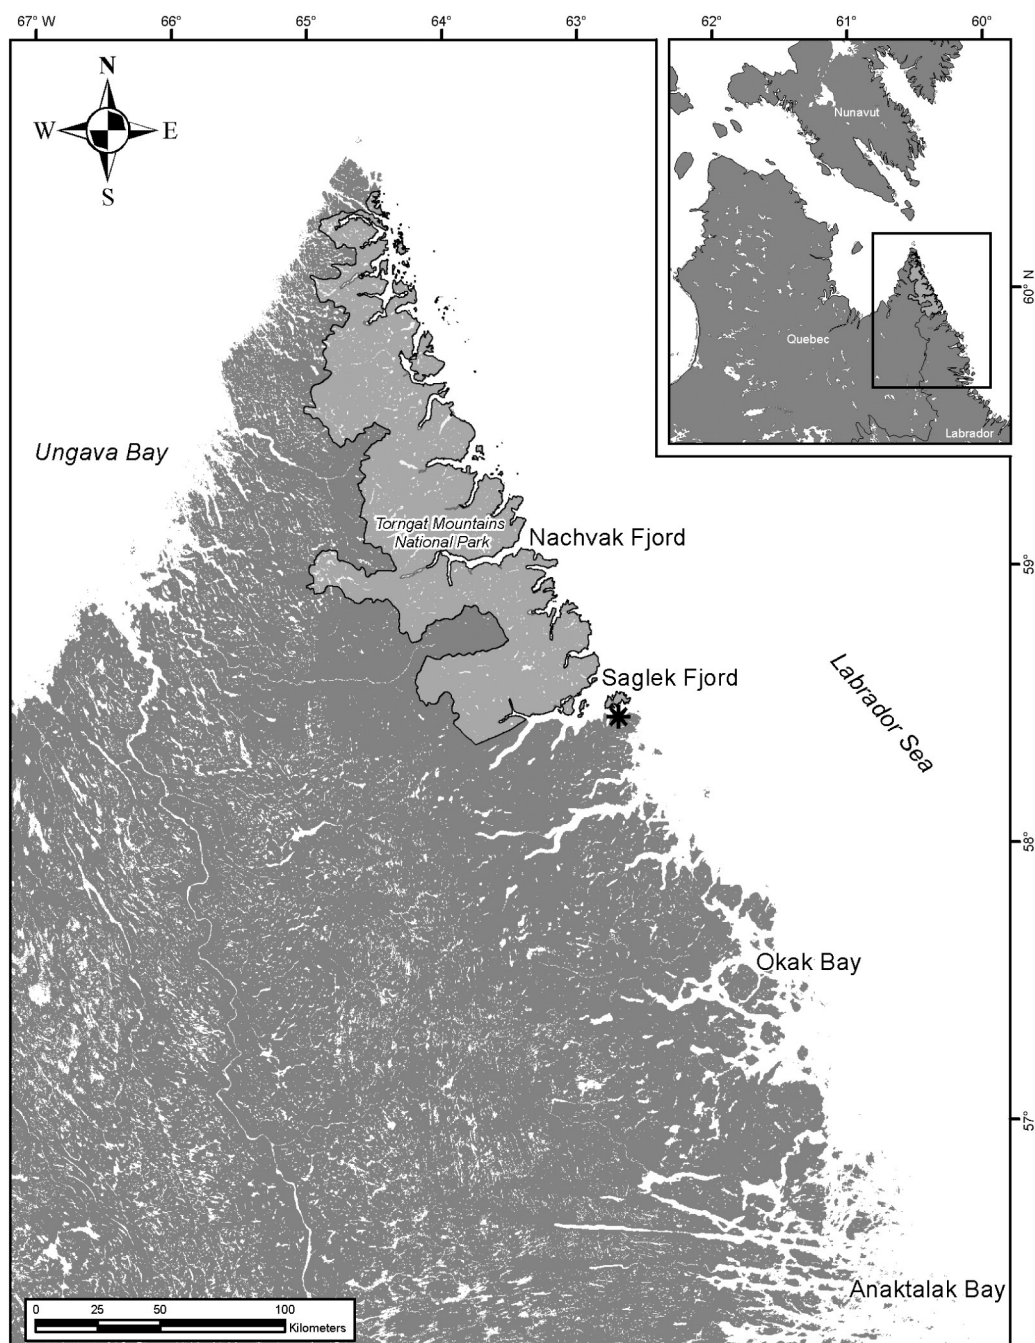 67° W 66° 65° 64° 63° 62° 61° 60°
N
W E
S
Nunavut
60° N
Quebec
Labrador
Ungava Bay
Torngat Mountains
National Park
Nachvak Fjord
59°
Saglek Fjord
Labrador Sea
58°
Okak Bay
57°
Anaktalak Bay
0 25 50 100
Kilometers